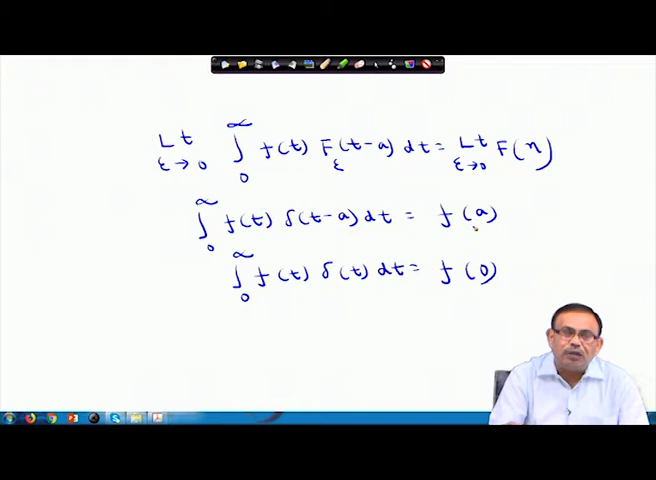 Lt ε→0 ∫₀^∞ f(t) F_ε(t-a) dt = Lt ε→0 F(η)
∫₀^∞ f(t) δ(t-a) dt = f(a)
∫₀^∞ f(t) δ(t) dt = f(0)